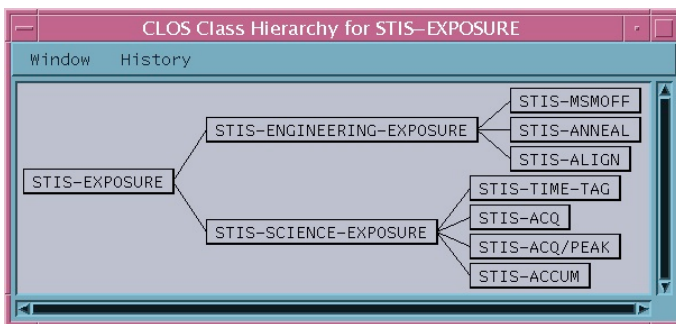 CLOS Class Hierarchy for STIS–EXPOSURE
Window History
STIS-MSMOFF
STIS-ENGINEERING-EXPOSURE STIS-ANNEAL
STIS-ALIGN
STIS-EXPOSURE STIS-TIME-TAG
STIS-ACQ
STIS-SCIENCE-EXPOSURE STIS-ACQ/PEAK
STIS-ACCUM